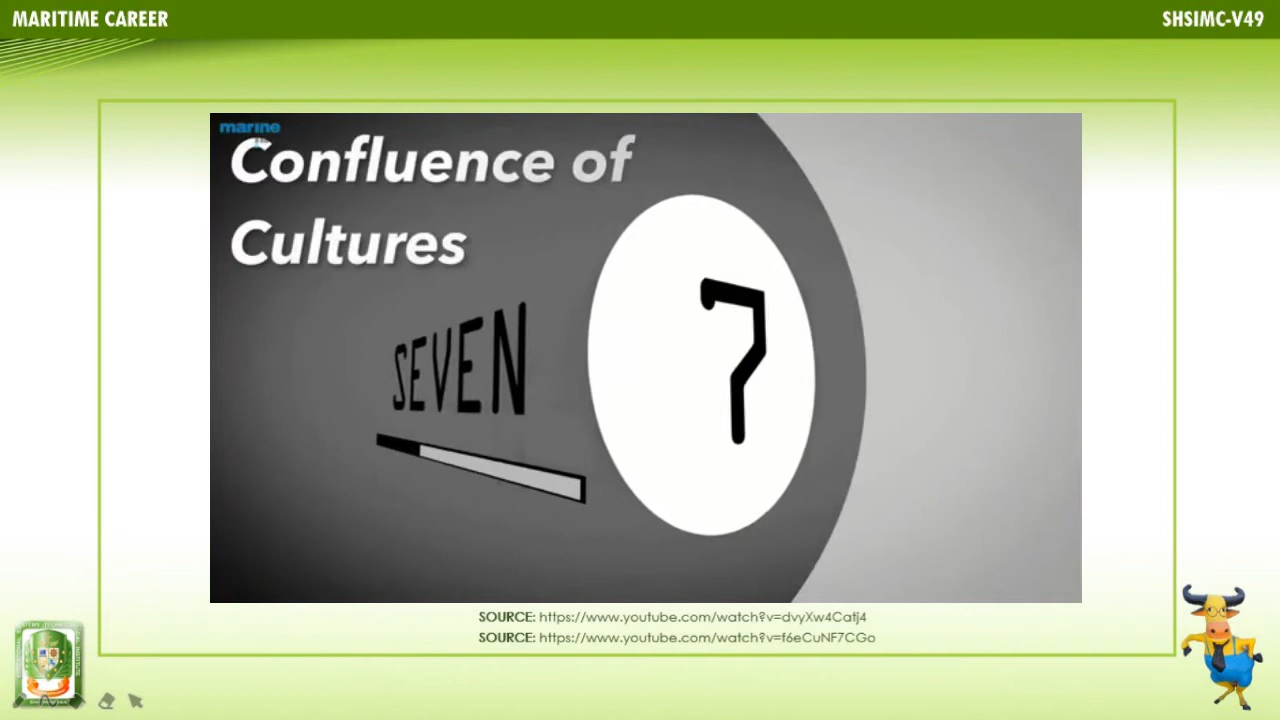 MARITIME CAREER
SHSIMC-V49
marine
Confluence of
Cultures
SEVEN
7
SOURCE: https://www.youtube.com/watch?v=dvyXw4Catj4
SOURCE: https://www.youtube.com/watch?v=f6eCuNF7CGo